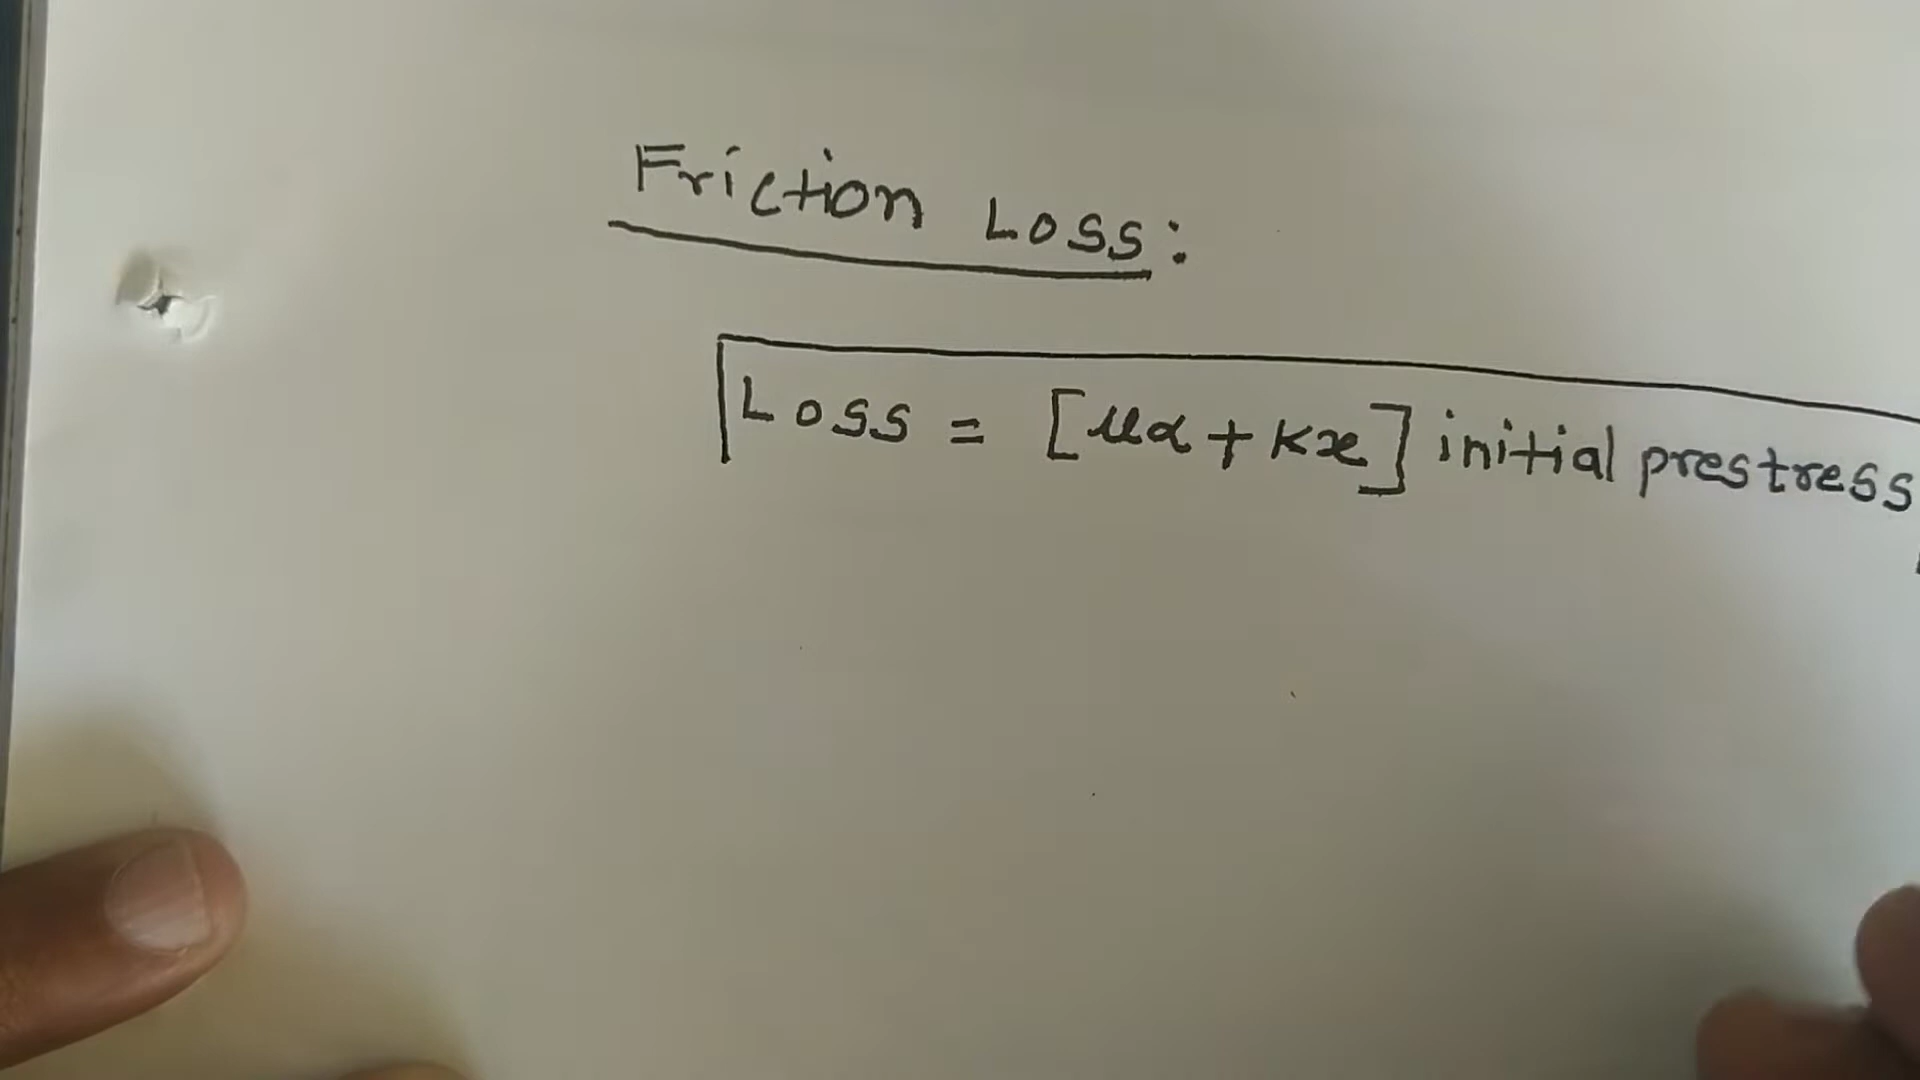 Friction Loss:
Loss = [μα + Kx] initial prestress